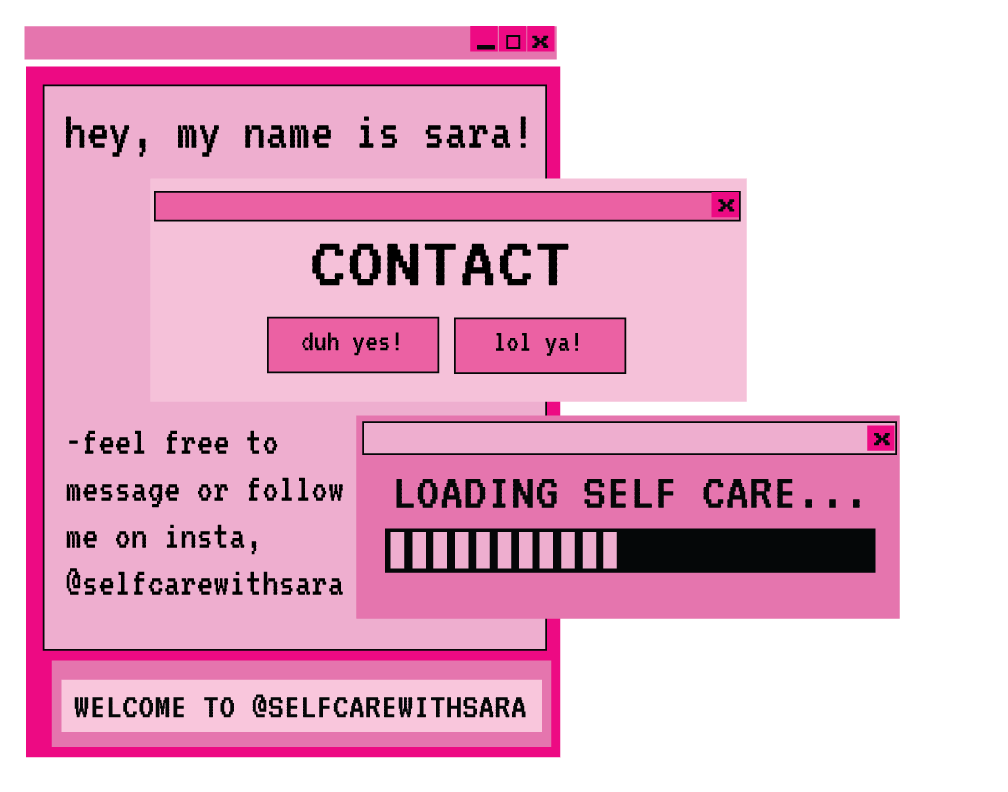 hey, my name is sara!
CONTACT
duh yes!
lol ya!
-feel free to
message or follow
me on insta,
@selfcarewithsara
LOADING SELF CARE...
WELCOME TO @SELFCAREWITHSARA